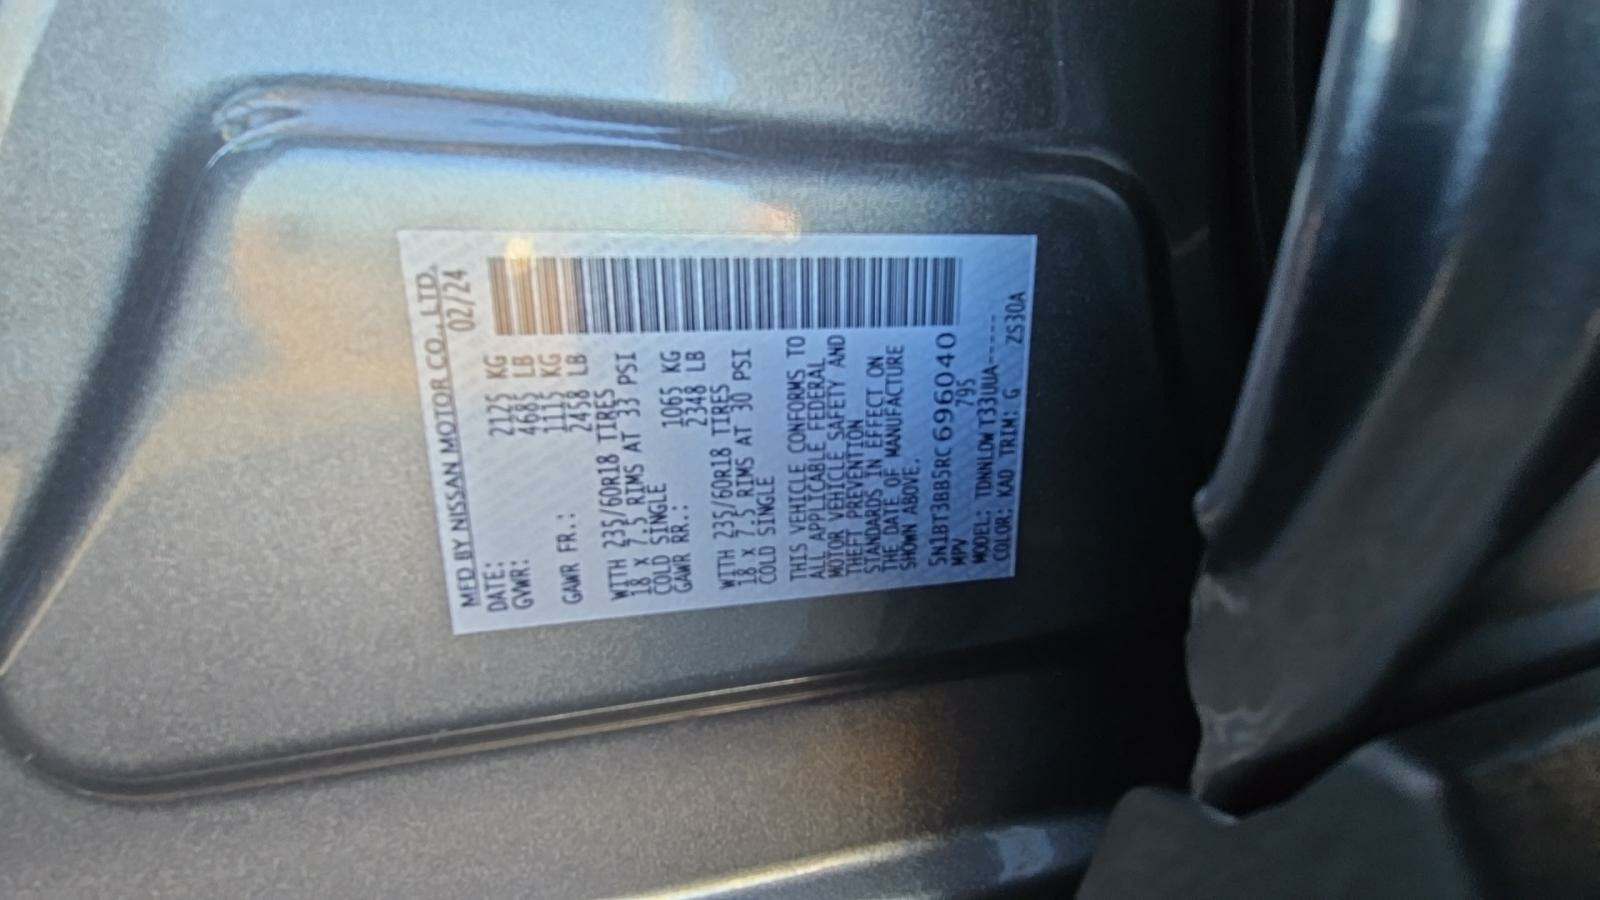 MFD BY NISSAN MOTOR CO., LTD.
DATE: 02/24
GVWR: 2125 KG
4685 LB
GAWR FR.: 1115 KG
2458 LB
WITH 235/60R18 TIRES
18 x 7.5 RIMS AT 33 PSI
COLD SINGLE
GAWR RR.: 1065 KG
2348 LB
WITH 235/60R18 TIRES
18 x 7.5 RIMS AT 30 PSI
COLD SINGLE
THIS VEHICLE CONFORMS TO
ALL APPLICABLE FEDERAL
MOTOR VEHICLE SAFETY AND
THEFT PREVENTION
STANDARDS IN EFFECT ON
THE DATE OF MANUFACTURE
SHOWN ABOVE.
5N1BT3BB5RC696040
MPV 795
MODEL: TDNNLDW T33UUA-----
COLOR: KAD TRIM: G ZS30A